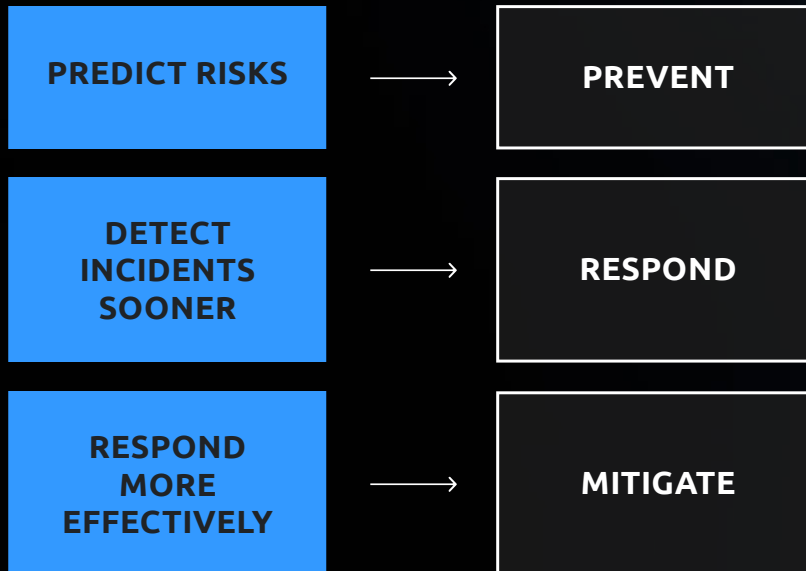 PREDICT RISKS
PREVENT
DETECT
INCIDENTS
SOONER
RESPOND
RESPOND
MORE
EFFECTIVELY
MITIGATE